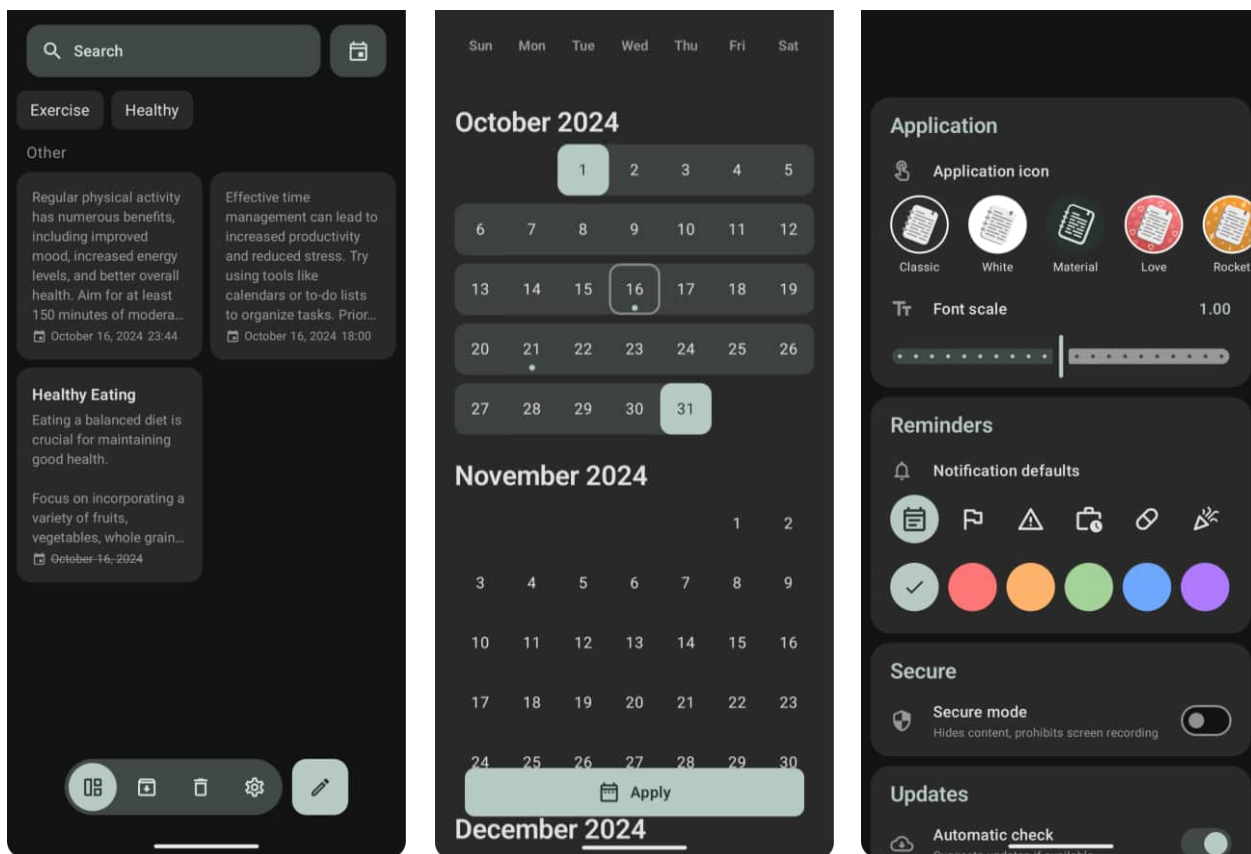 Search
Exercise
Healthy
Other
Regular physical activity
has numerous benefits,
including improved
mood, increased energy
levels, and better overall
health. Aim for at least
150 minutes of modera...
October 16, 2024 23:44
Effective time
management can lead to
increased productivity
and reduced stress. Try
using tools like
calendars or to-do lists
to organize tasks. Prior...
October 16, 2024 18:00
Healthy Eating
Eating a balanced diet is
crucial for maintaining
good health.
Focus on incorporating a
variety of fruits,
vegetables, whole grain...
October 16, 2024
Sun Mon Tue Wed Thu Fri Sat
October 2024
1 2 3 4 5
6 7 8 9 10 11 12
13 14 15 16 17 18 19
20 21 22 23 24 25 26
27 28 29 30 31
November 2024
1 2
3 4 5 6 7 8 9
10 11 12 13 14 15 16
17 18 19 20 21 22 23
24 25 26 27 28 29 30
Apply
December 2024
Application
Application icon
Classic White Material Love Rocket
Font scale 1.00
Reminders
Notification defaults
Secure
Secure mode
Hides content, prohibits screen recording
Updates
Automatic check